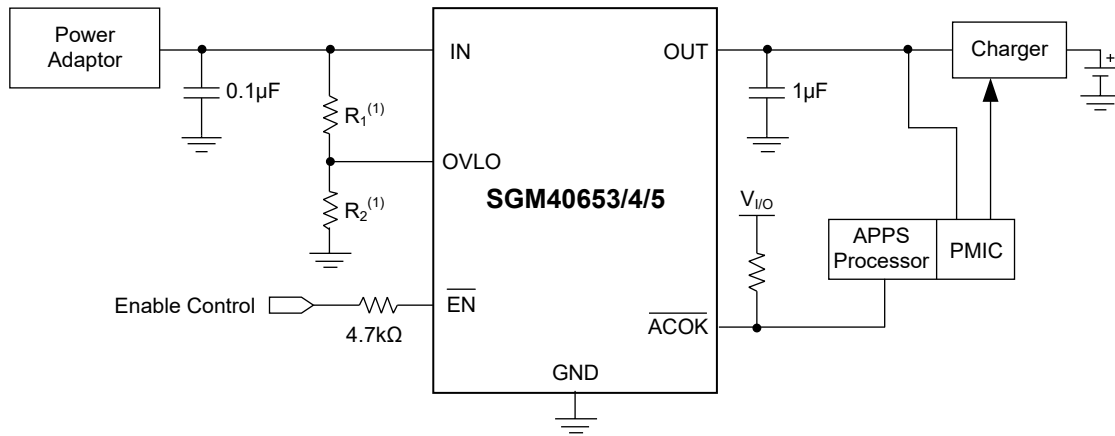 Power
Adaptor
0.1µF
R₁⁽¹⁾
R₂⁽¹⁾
Enable Control
4.7kΩ
IN
OVLO
EN
OUT
SGM40653/4/5
ACOK
GND
1µF
Charger
+
V_I/O
APPS
Processor
PMIC